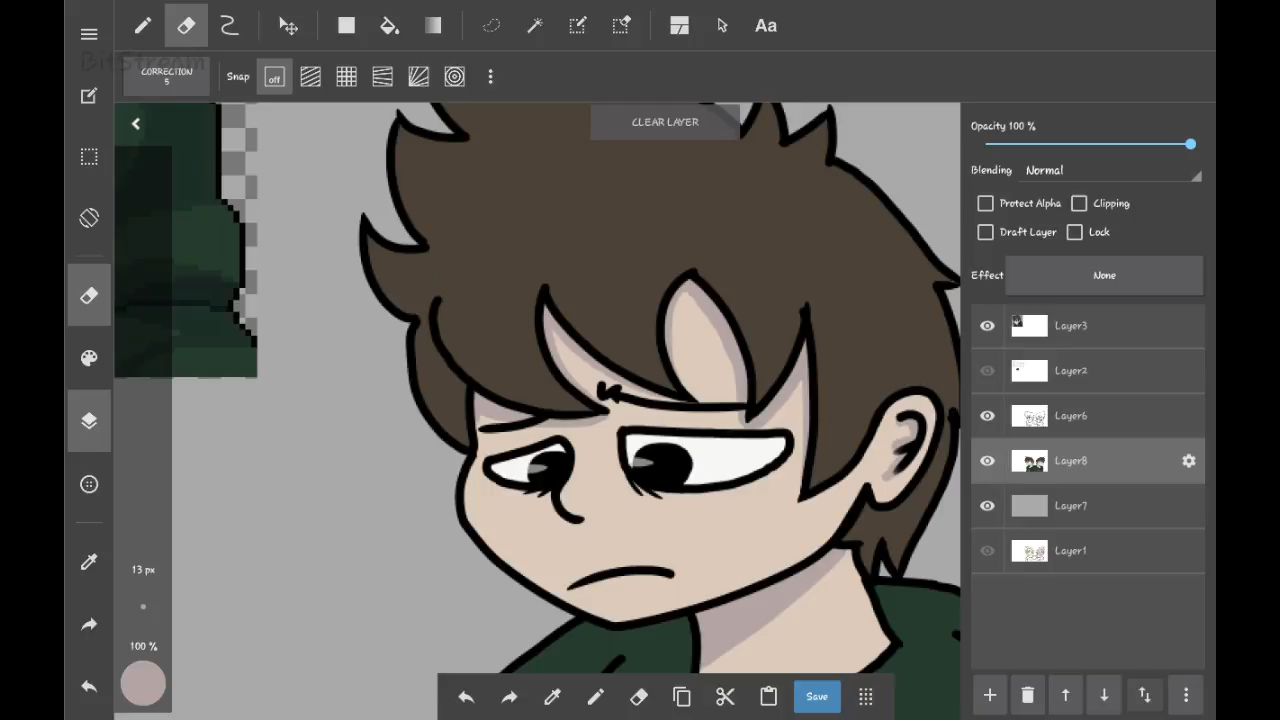 Aa
BitStream
CORRECTION
5
Snap
off
CLEAR LAYER
Opacity 100 %
Blending Normal
Protect Alpha Clipping
Draft Layer Lock
Effect None
Layer3
Layer2
Layer6
Layer8
Layer7
Layer1
13 px
100 %
Save